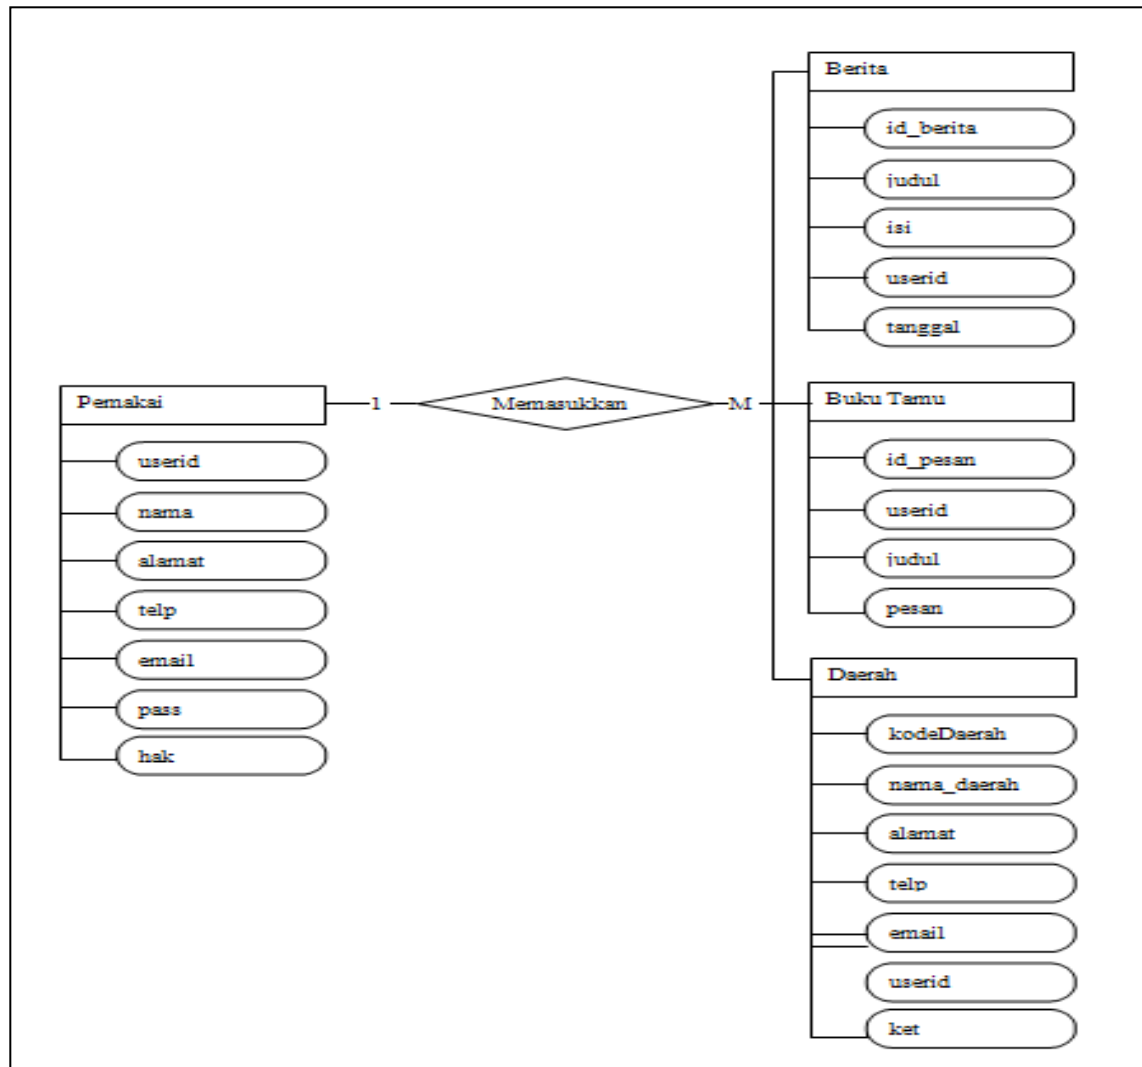 Pemakai
userid
nama
alamat
telp
email
pass
hak
1
Memasukkan
M
Berita
id_berita
judul
isi
userid
tanggal
Buku Tamu
id_pesan
userid
judul
pesan
Daerah
kodeDaerah
nama_daerah
alamat
telp
email
userid
ket